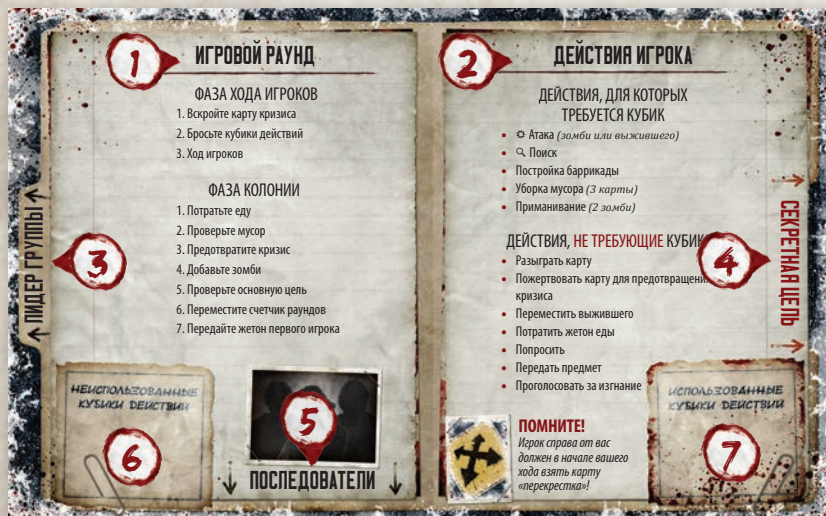 1
ИГРОВОЙ РАУНД
ФАЗА ХОДА ИГРОКОВ
1. Вскройте карту кризиса
2. Бросьте кубики действий
3. Ход игроков
ФАЗА КОЛОНИИ
1. Потратьте еду
2. Проверьте мусор
3. Предотвратите кризис
4. Добавьте зомби
5. Проверьте основную цель
6. Переместите счетчик раундов
7. Передайте жетон первого игрока
ЛИДЕР ГРУППЫ
3
НЕИСПОЛЬЗОВАННЫЕ
КУБИКИ ДЕЙСТВИЙ
6
5
ПОСЛЕДОВАТЕЛИ
2
ДЕЙСТВИЯ ИГРОКА
ДЕЙСТВИЯ, ДЛЯ КОТОРЫХ
ТРЕБУЕТСЯ КУБИК
• Атака (зомби или выжившего)
• Поиск
• Постройка баррикады
• Уборка мусора (3 карты)
• Приманивание (2 зомби)
ДЕЙСТВИЯ, НЕ ТРЕБУЮЩИЕ КУБИК
• Разыграть карту
• Пожертвовать карту для предотвращения
кризиса
• Переместить выжившего
• Потратить жетон еды
• Попросить
• Передать предмет
• Проголосовать за изгнание
4
СЕКРЕТНАЯ ЦЕЛЬ
ПОМНИТЕ!
Игрок справа от вас
должен в начале вашего
хода взять карту
«перекрестка»!
ИСПОЛЬЗОВАННЫЕ
КУБИКИ ДЕЙСТВИЙ
7